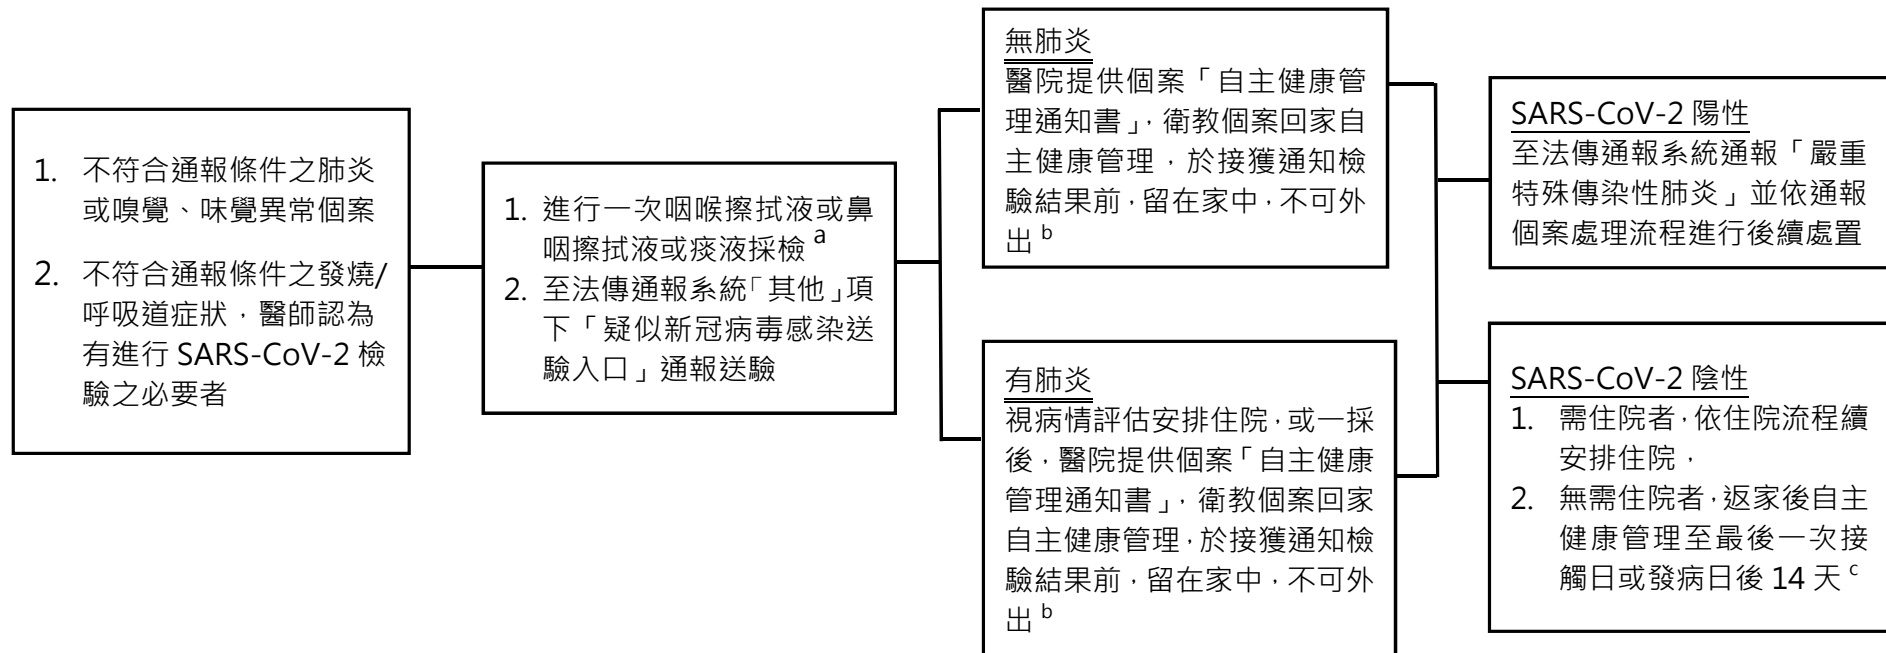 1. 不符合通報條件之肺炎
或嗅覺、味覺異常個案
2. 不符合通報條件之發燒/
呼吸道症狀，醫師認為
有進行 SARS-CoV-2 檢
驗之必要者
1. 進行一次咽喉擦拭液或鼻
咽擦拭液或痰液採檢 a
2. 至法傳通報系統「其他」項
下「疑似新冠病毒感染送
驗入口」通報送驗
無肺炎
醫院提供個案「自主健康管
理通知書」，衛教個案回家自
主健康管理，於接獲通知檢
驗結果前，留在家中，不可外
出 b
有肺炎
視病情評估安排住院，或一採
後，醫院提供個案「自主健康
管理通知書」，衛教個案回家
自主健康管理，於接獲通知檢
驗結果前，留在家中，不可外
出 b
SARS-CoV-2 陽性
至法傳通報系統通報「嚴重
特殊傳染性肺炎」並依通報
個案處理流程進行後續處置
SARS-CoV-2 陰性
1. 需住院者，依住院流程續
安排住院，
2. 無需住院者，返家後自主
健康管理至最後一次接
觸日或發病日後 14 天 c